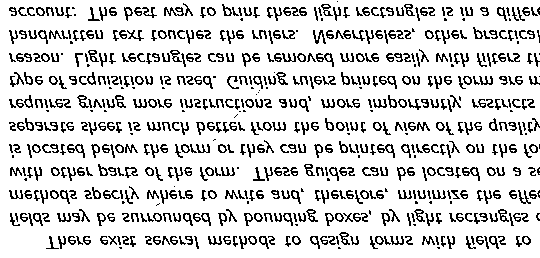 There exist several methods to design forms with fields to
fields may be surrounded by bounding boxes, by light rectangles
methods specify where to write and, therefore, minimize the effe
with other parts of the form. These guides can be located on a se
is located below the form or they can be printed directly on the fo
separate sheet is much better from the point of view of the quality
requires giving more instructions and, more importantly, restricts
type of acquisition is used. Guiding rulers printed on the form are
reason. Light rectangles can be removed more easily with filters th
handwritten text touches the rulers. Nevertheless, other practical
account: The best way to print these light rectangles is in a differe